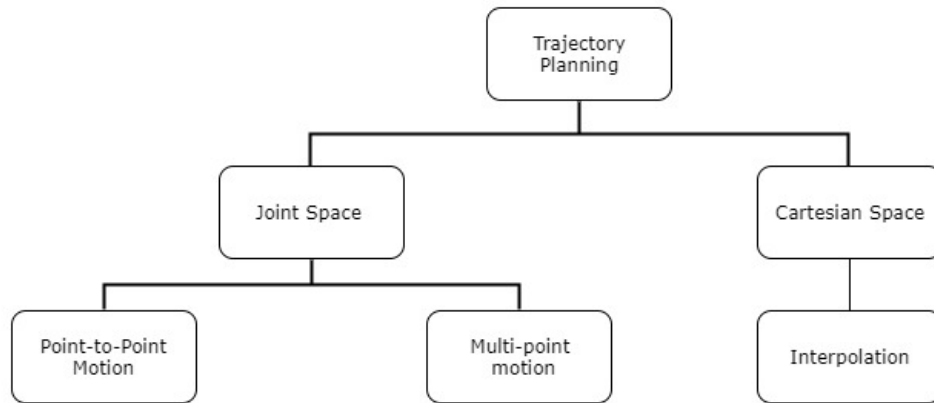 Trajectory
Planning
Joint Space
Cartesian Space
Point-to-Point
Motion
Multi-point
motion
Interpolation